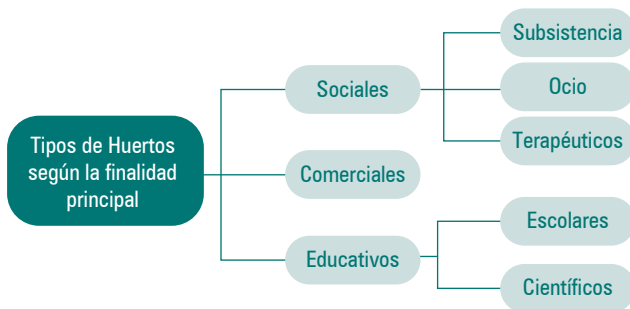 Tipos de Huertos
según la finalidad
principal
Sociales
Subsistencia
Ocio
Terapéuticos
Comerciales
Educativos
Escolares
Científicos